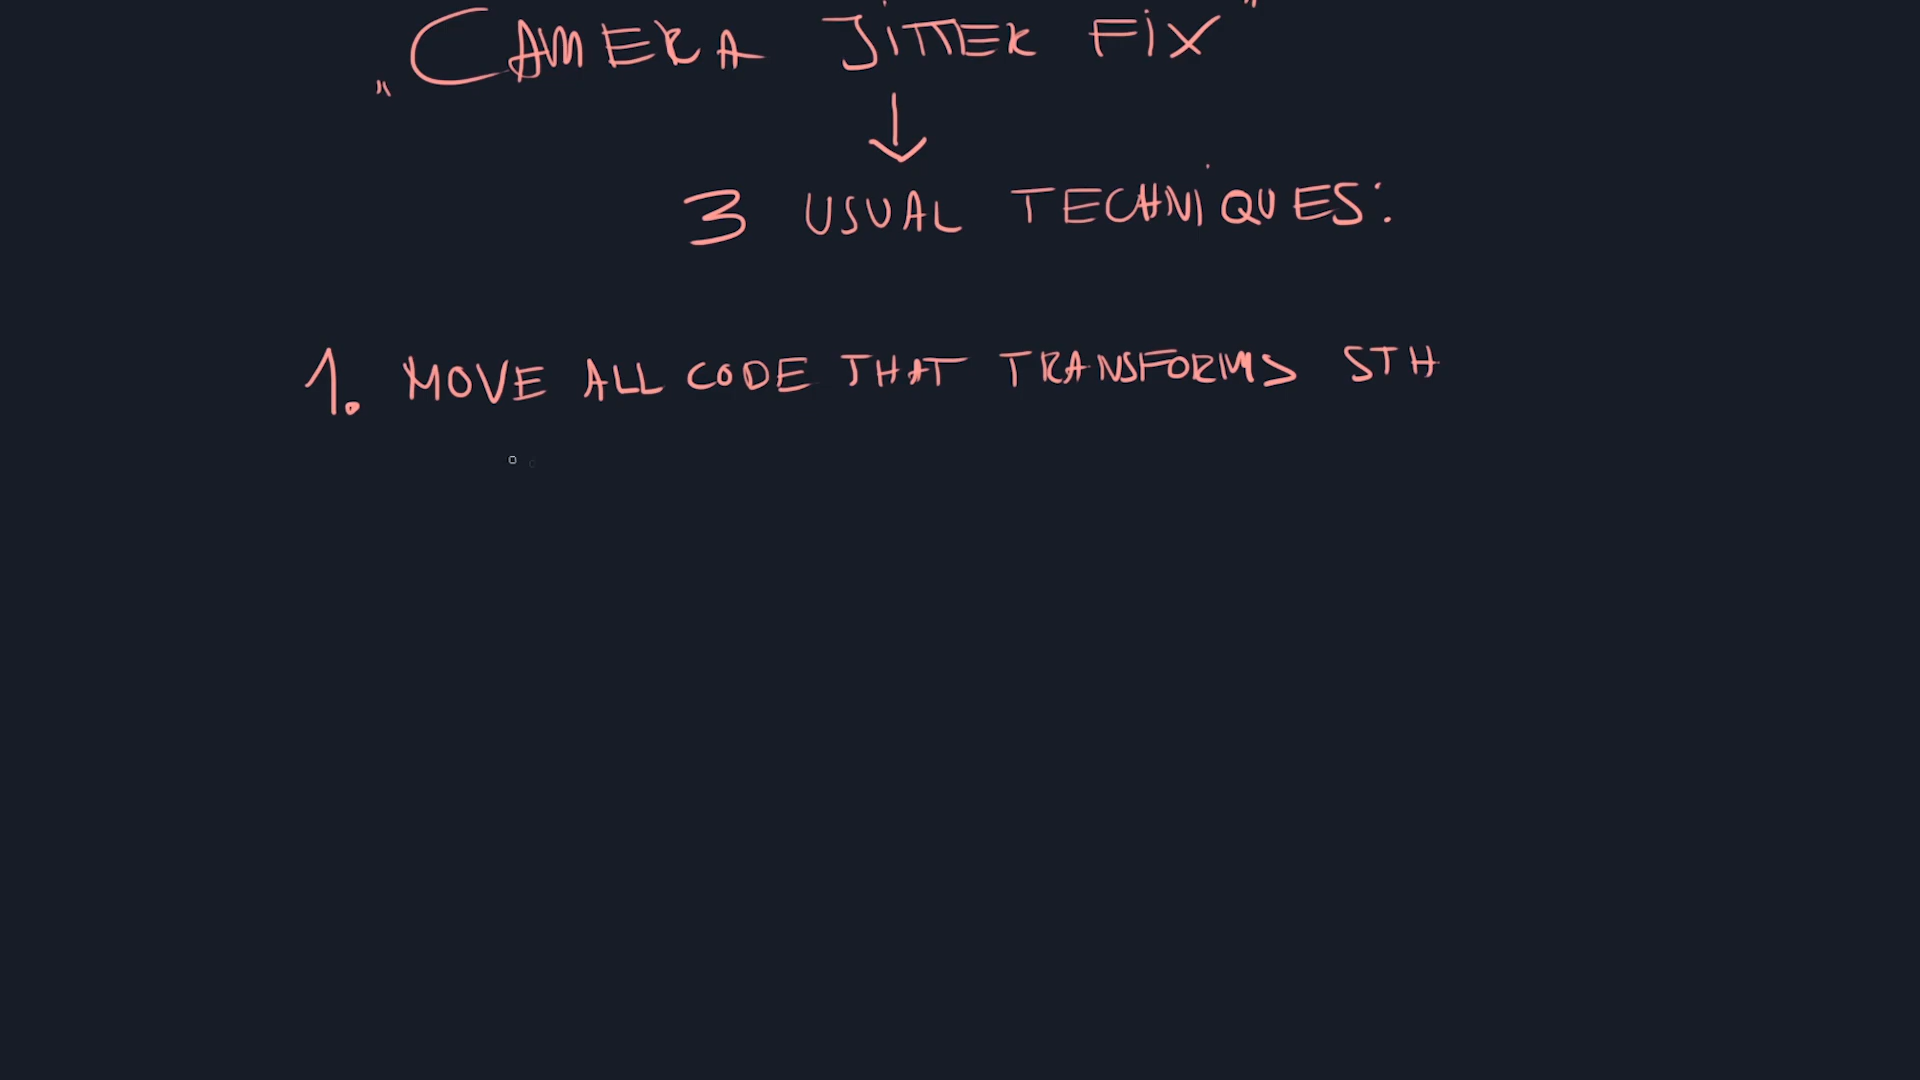 „CAMERA JITTER FIX"
↓
3 USUAL TECHNIQUES:
1. MOVE ALL CODE THAT TRANSFORMS STH